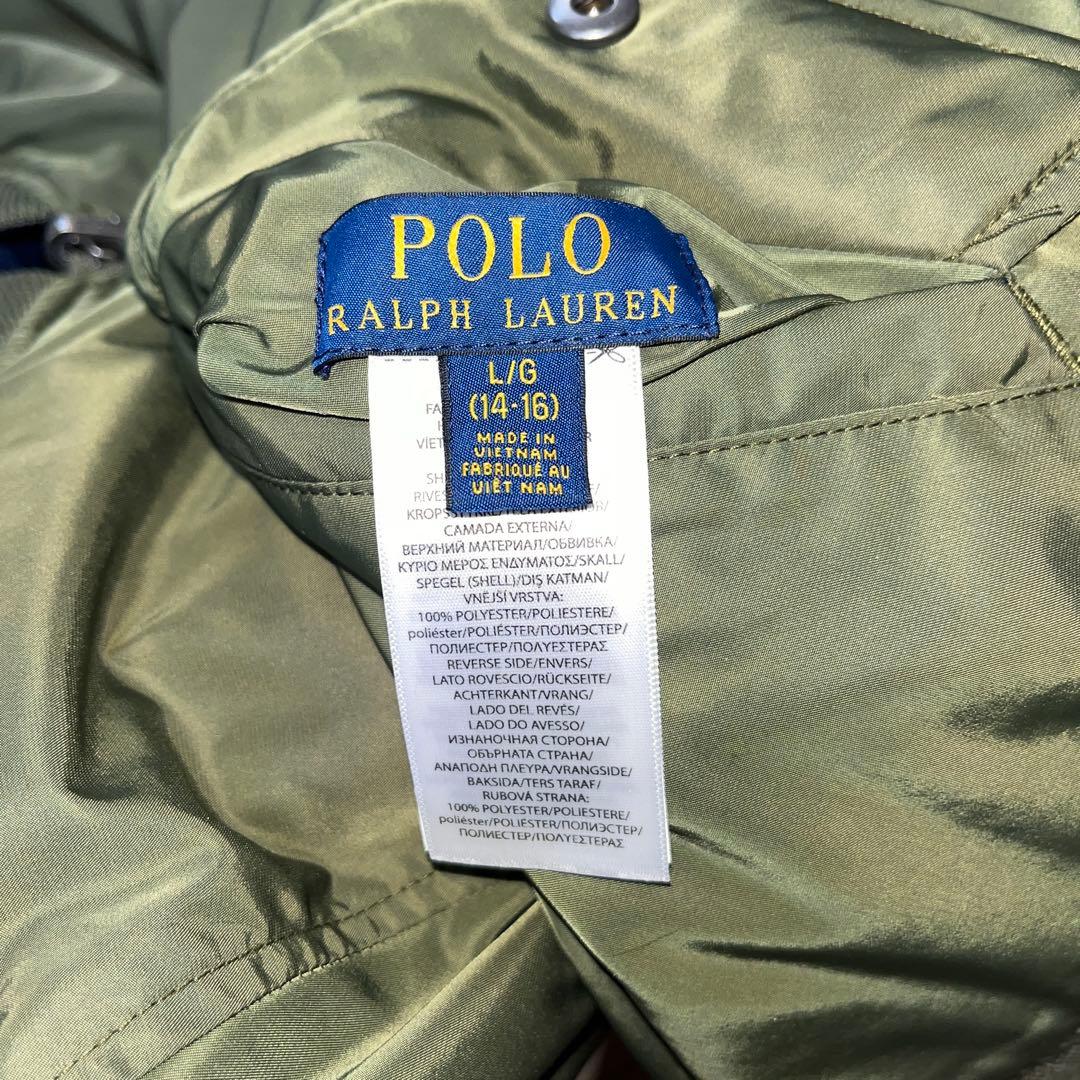 POLO
RALPH LAUREN
L/G
(14-16)
MADE IN
VIETNAM
FABRIQUÉ AU
VIÊT NAM
CAMADA EXTERNA/
ВЕРХНИЙ МАТЕРИАЛ/ОБВИВКА/
ΚΥΡΙΟ ΜΕΡΟΣ ΕΝΔΥΜΑΤΟΣ/SKALL/
SPEGEL (SHELL)/DIŞ KATMAN/
VNĚJŠÍ VRSTVA:
100% POLYESTER/POLIESTERE/
poliéster/POLIÉSTER/ПОЛИЭСТЕР/
ПОЛИЕСТЕР/ΠΟΛΥΕΣΤΕΡΑΣ
REVERSE SIDE/ENVERS/
LATO ROVESCIO/RÜCKSEITE/
ACHTERKANT/VRANG/
LADO DEL REVÉS/
LADO DO AVESSO/
ИЗНАНОЧНАЯ СТОРОНА/
ОБЪРНАТА СТРАНА/
ΑΝΑΠΟΔΗ ΠΛΕΥΡΑ/VRANGSIDE/
BAKSIDA/TERS TARAF/
RUBOVÁ STRANA:
100% POLYESTER/POLIESTERE/
poliéster/POLIÉSTER/ПОЛИЭСТЕР/
ПОЛИЕСТЕР/ΠΟΛΥΕΣΤΕΡΑΣ